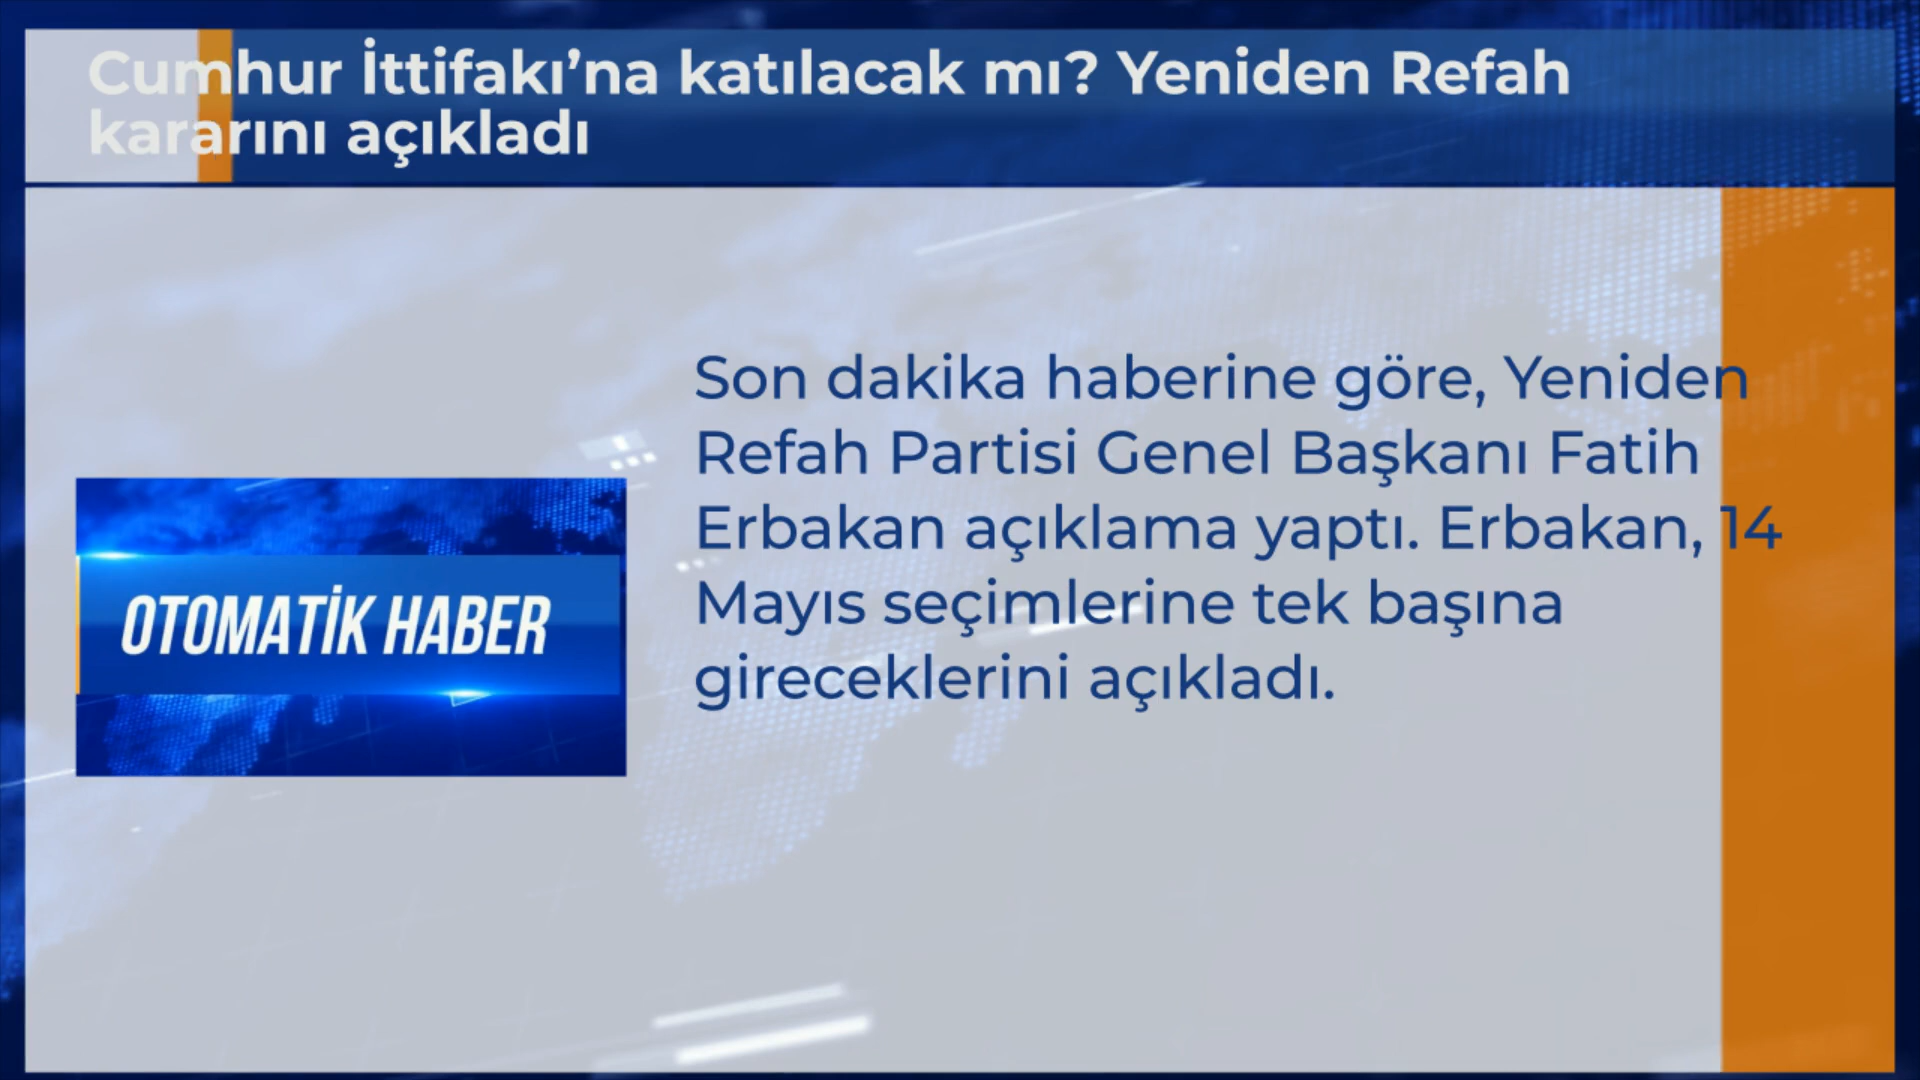 Cumhur İttifakı’na katılacak mı? Yeniden Refah
kararını açıkladı
Son dakika haberine göre, Yeniden
Refah Partisi Genel Başkanı Fatih
Erbakan açıklama yaptı. Erbakan, 14
Mayıs seçimlerine tek başına
gireceklerini açıkladı.
OTOMATİK HABER